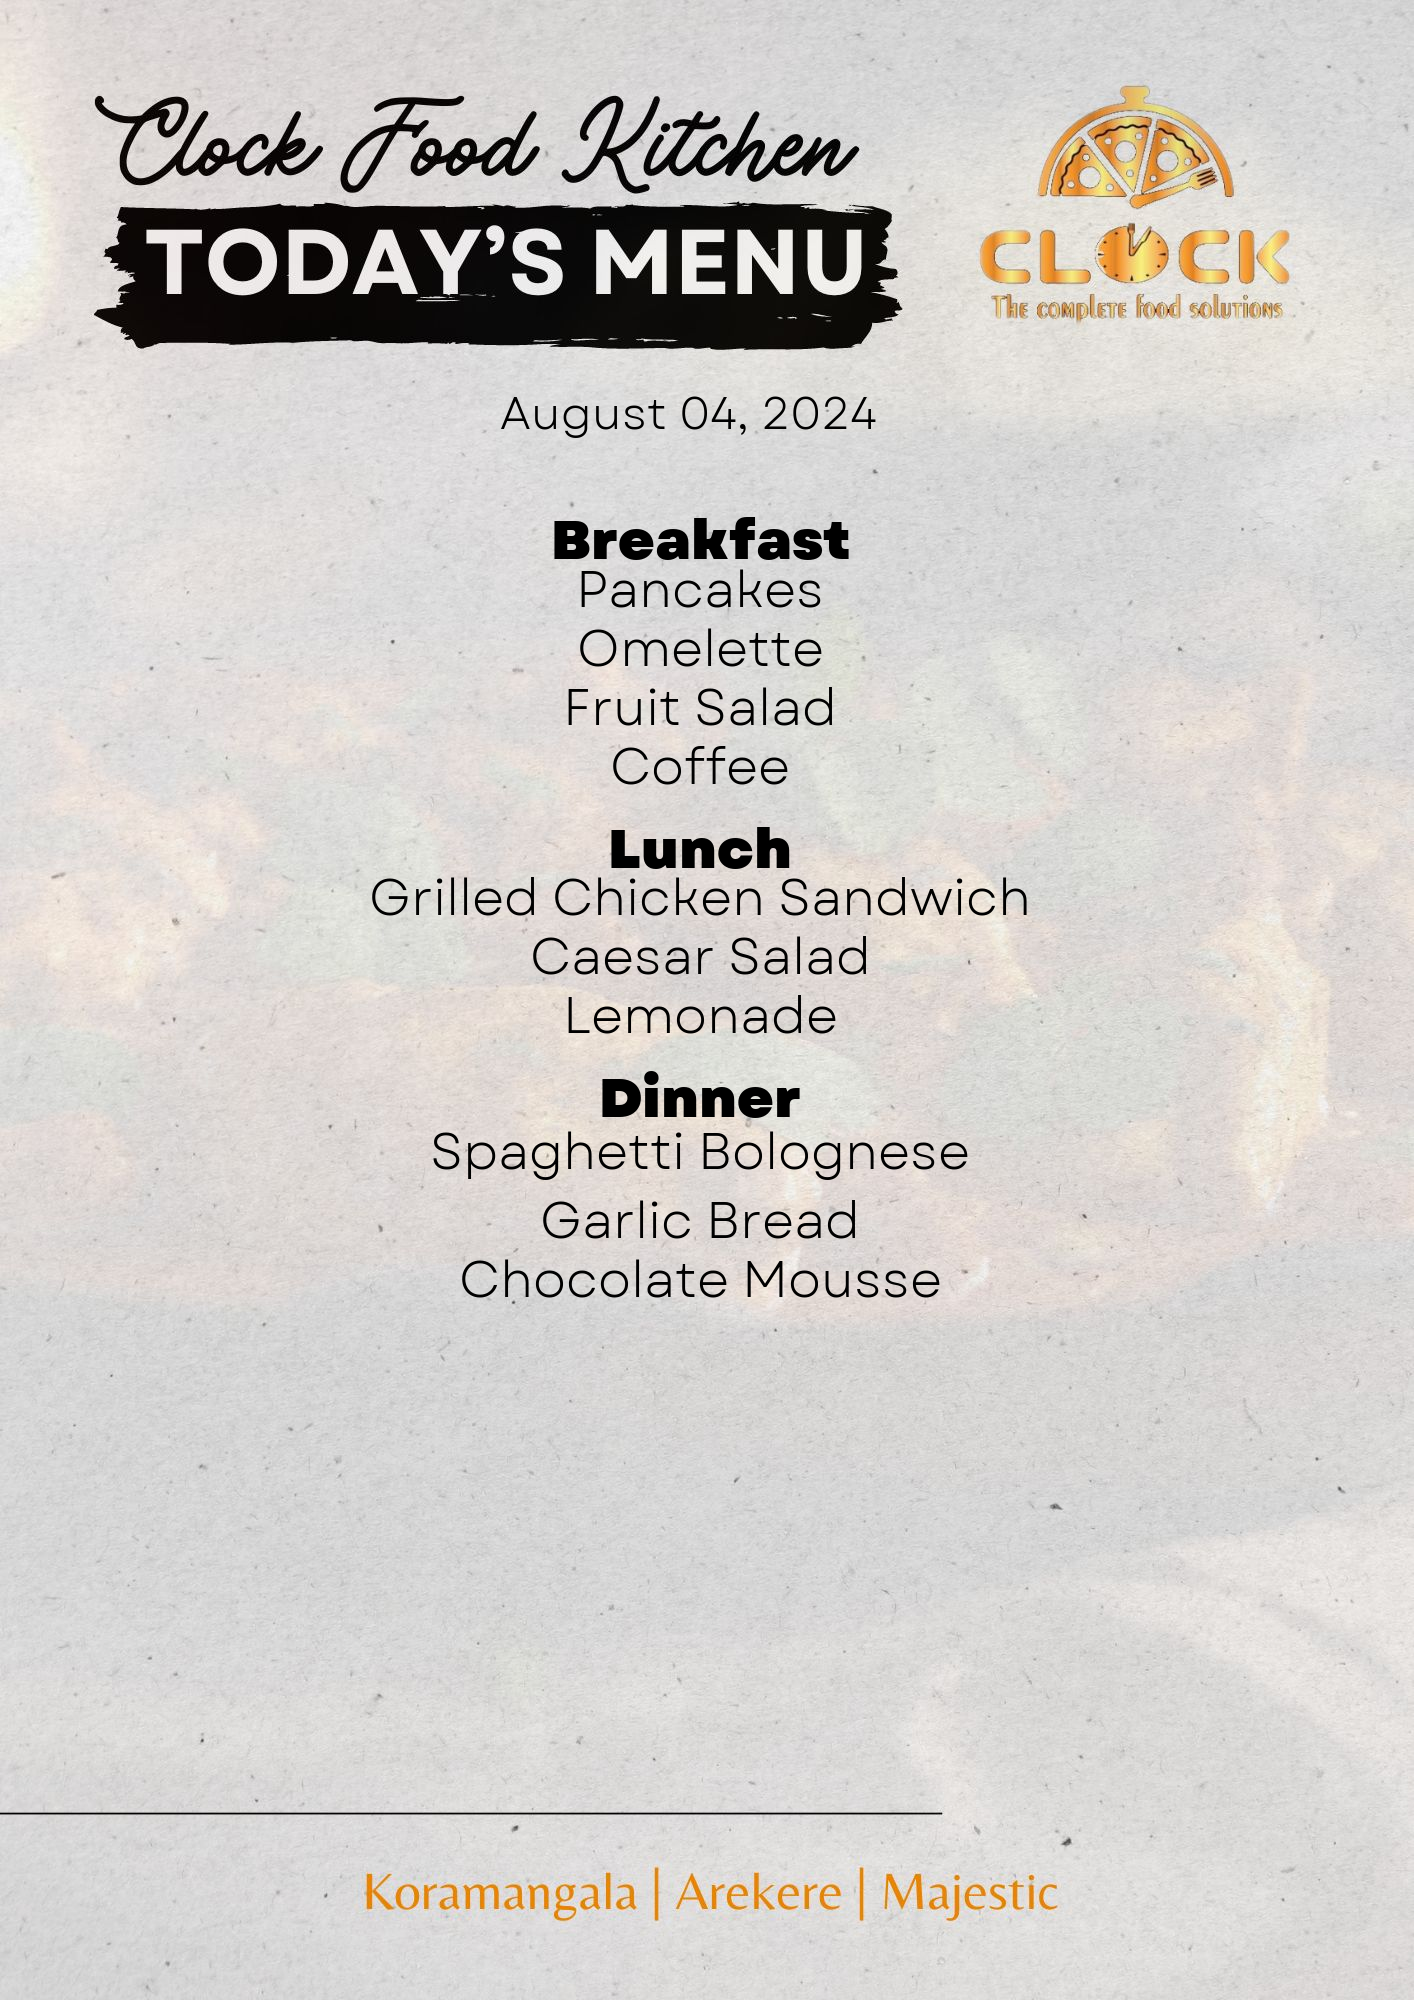 Clock Food Kitchen
TODAY’S MENU
CLOCK
The complete food solutions
August 04, 2024
Breakfast
Pancakes
Omelette
Fruit Salad
Coffee
Lunch
Grilled Chicken Sandwich
Caesar Salad
Lemonade
Dinner
Spaghetti Bolognese
Garlic Bread
Chocolate Mousse
Koramangala | Arekere | Majestic